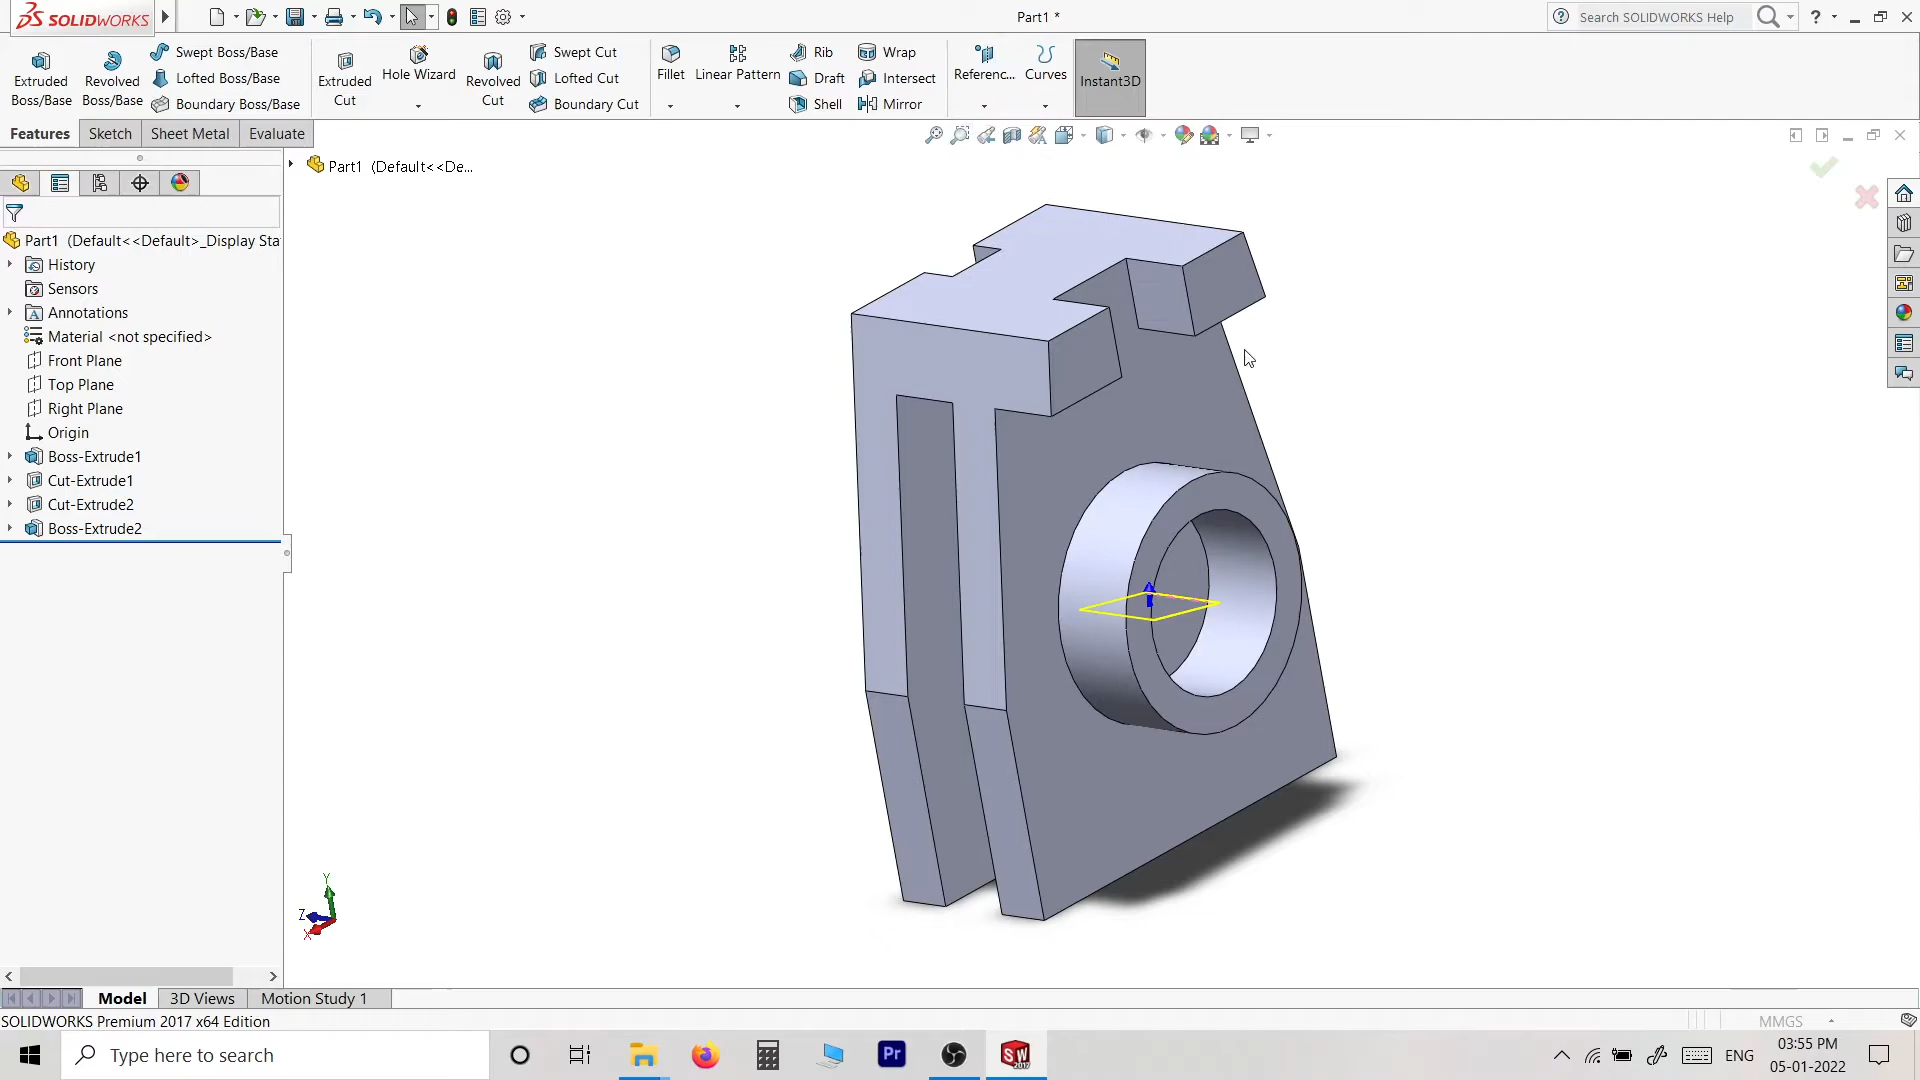 SOLIDWORKS
Part1 *
Search SOLIDWORKS Help
Extruded Boss/Base
Revolved Boss/Base
Swept Boss/Base
Lofted Boss/Base
Boundary Boss/Base
Extruded Cut
Hole Wizard
Revolved Cut
Swept Cut
Lofted Cut
Boundary Cut
Fillet
Linear Pattern
Rib
Draft
Shell
Wrap
Intersect
Mirror
Referenc...
Curves
Instant3D
Features
Sketch
Sheet Metal
Evaluate
Part1 (Default<<De...
Part1 (Default<<Default>_Display Sta
History
Sensors
Annotations
Material <not specified>
Front Plane
Top Plane
Right Plane
Origin
Boss-Extrude1
Cut-Extrude1
Cut-Extrude2
Boss-Extrude2
Y
Z
X
Model
3D Views
Motion Study 1
SOLIDWORKS Premium 2017 x64 Edition
MMGS
Type here to search
Pr
SW
2017
ENG
03:55 PM
05-01-2022